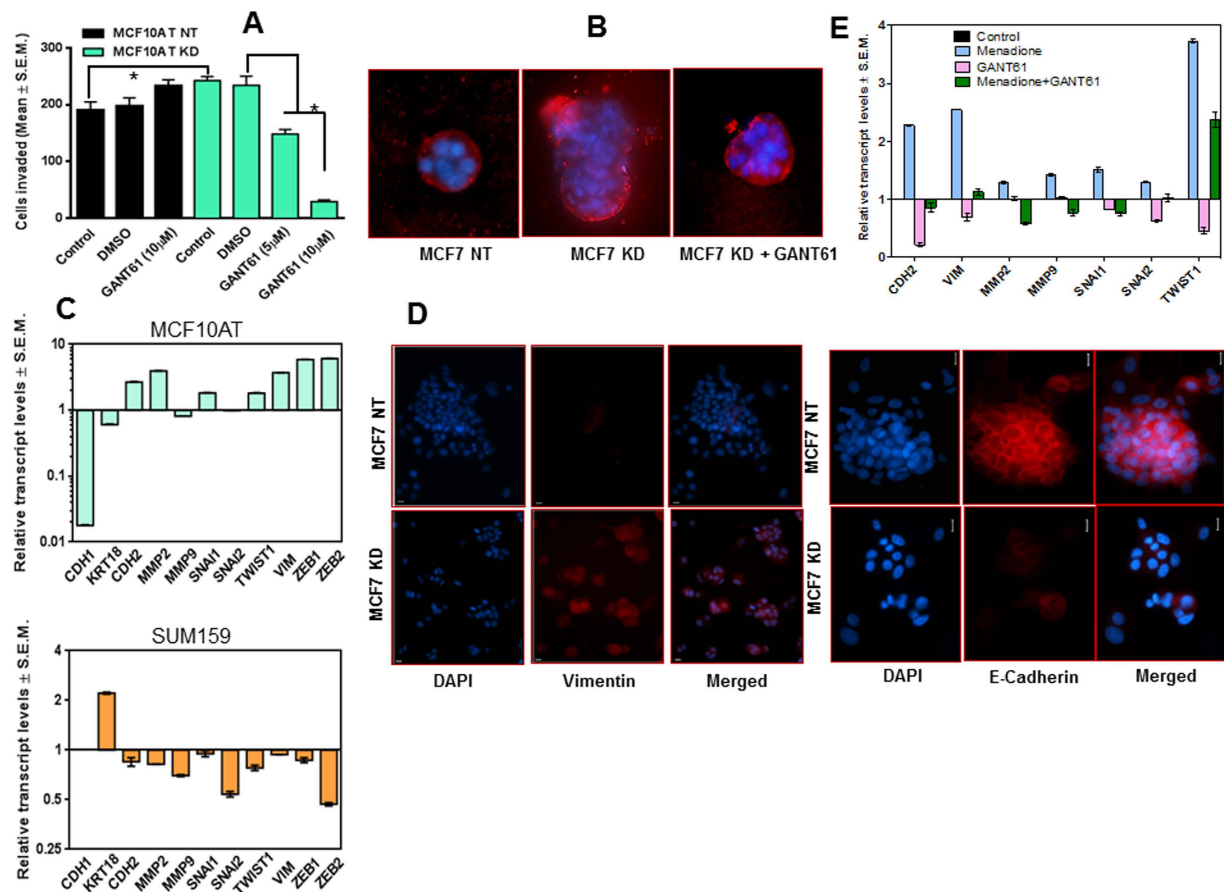 A
MCF10AT NT
MCF10AT KD
Cells invaded (Mean ± S.E.M.)
300
200
100
0
*
*
Control
DMSO
GANT61 (10µM)
Control
DMSO
GANT61 (5µM)
GANT61 (10µM)
B
MCF7 NT
MCF7 KD
MCF7 KD + GANT61
E
Control
Menadione
GANT61
Menadione+GANT61
Relative transcript levels ± S.E.M.
4
2
1
0
CDH2
VIM
MMP2
MMP9
SNAI1
SNAI2
TWIST1
C
MCF10AT
Relative transcript levels ± S.E.M.
10
1
0.1
0.01
CDH1
KRT18
CDH2
MMP2
MMP9
SNAI1
SNAI2
TWIST1
VIM
ZEB1
ZEB2
SUM159
Relative transcript levels ± S.E.M.
4
2
1
0.5
0.25
CDH1
KRT18
CDH2
MMP2
MMP9
SNAI1
SNAI2
TWIST1
VIM
ZEB1
ZEB2
D
MCF7 NT
MCF7 KD
DAPI
Vimentin
Merged
MCF7 NT
MCF7 KD
DAPI
E-Cadherin
Merged